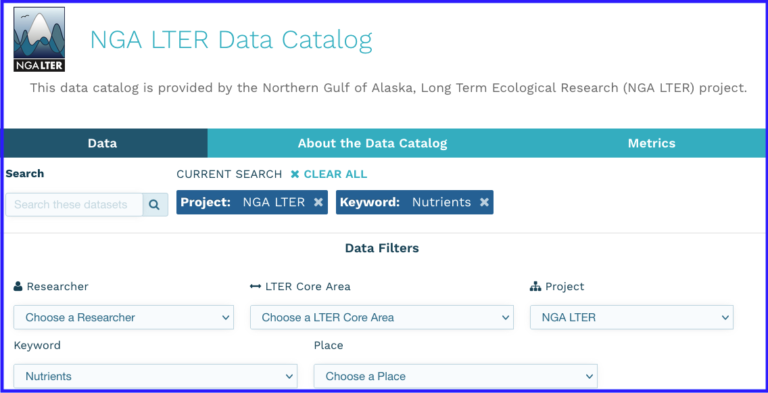 NGALTER
NGA LTER Data Catalog
This data catalog is provided by the Northern Gulf of Alaska, Long Term Ecological Research (NGA LTER) project.
Data About the Data Catalog Metrics
Search CURRENT SEARCH ✖ CLEAR ALL
Search these datasets Project: NGA LTER ✖ Keyword: Nutrients ✖
Data Filters
Researcher LTER Core Area Project
Choose a Researcher Choose a LTER Core Area NGA LTER
Keyword Place
Nutrients Choose a Place